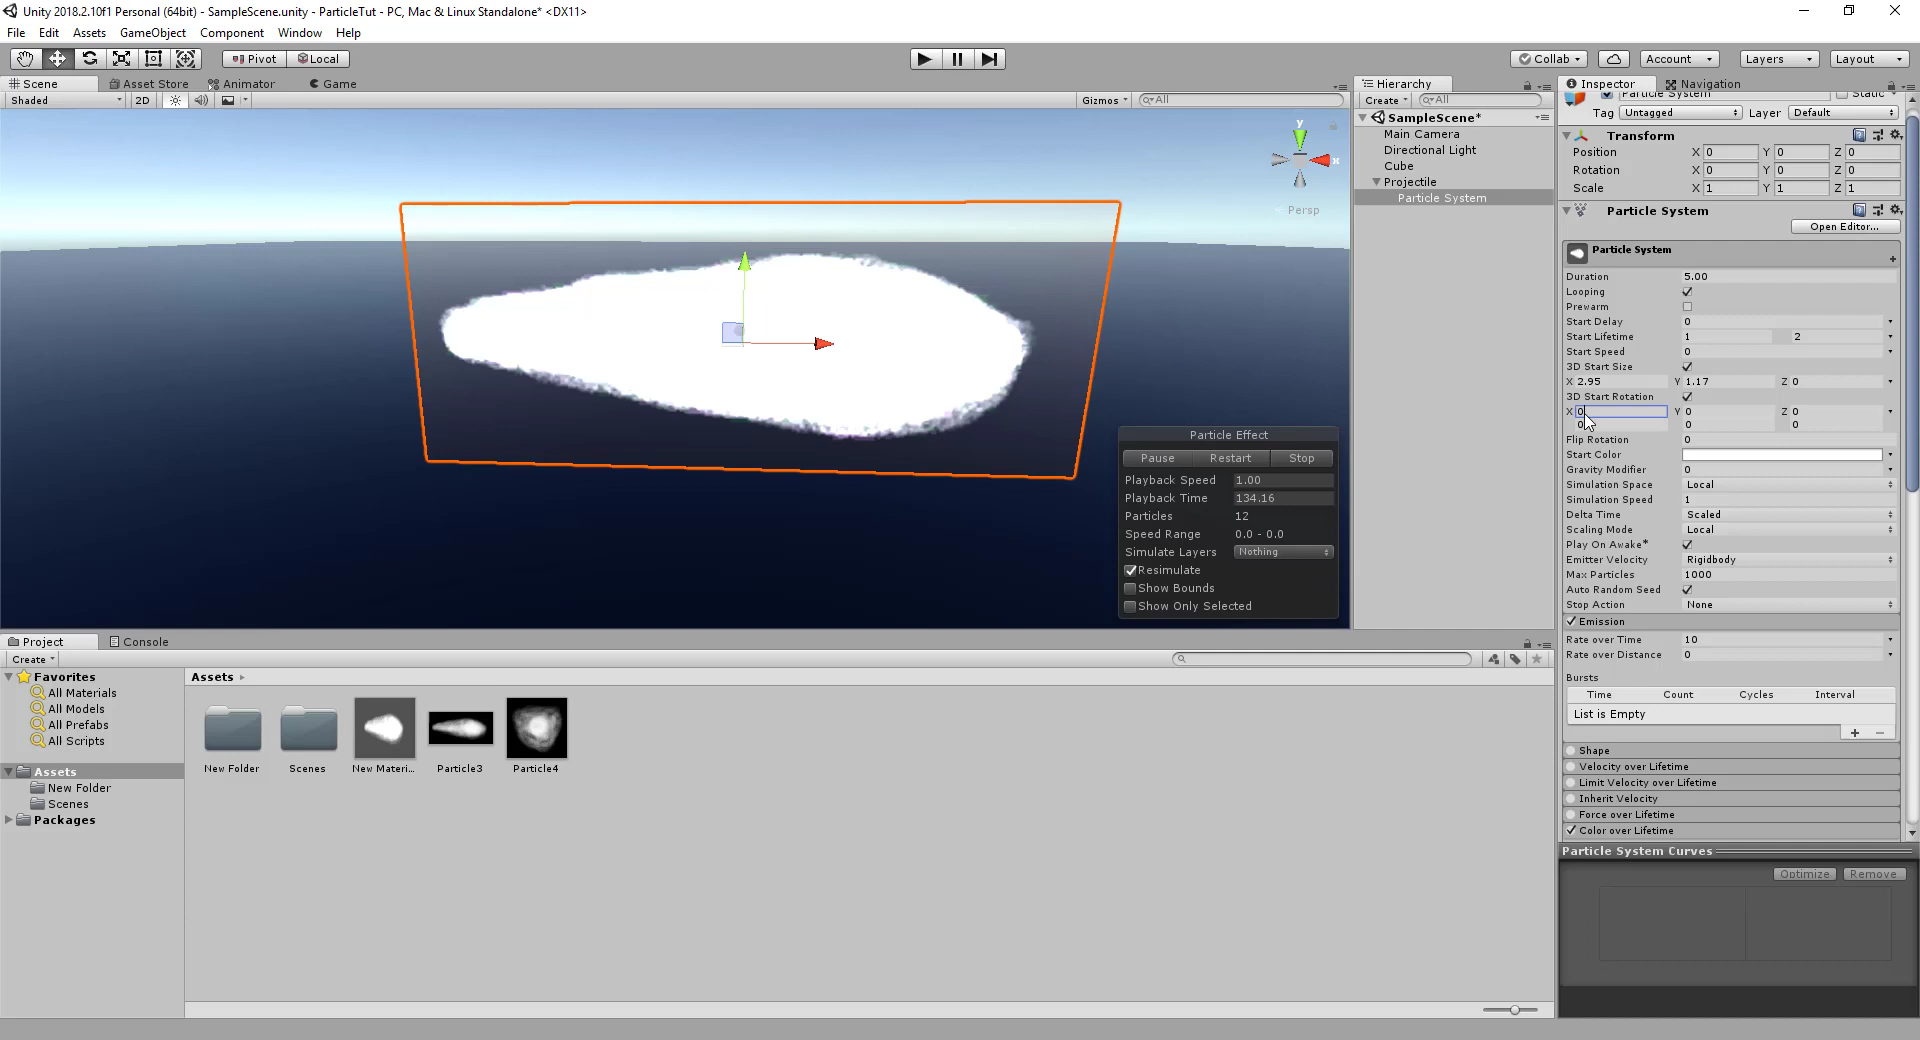 Unity 2018.2.10f1 Personal (64bit) - SampleScene.unity - ParticleTut - PC, Mac & Linux Standalone* <DX11>
File Edit Assets GameObject Component Window Help
Pivot Local Collab Account Layers Layout
Scene Asset Store Animator Game
Shaded 2D Gizmos All
y
x
Persp
Particle Effect
Pause Restart Stop
Playback Speed 1.00
Playback Time 134.16
Particles 12
Speed Range 0.0 - 0.0
Simulate Layers Nothing
Resimulate
Show Bounds
Show Only Selected
Hierarchy
Create All
SampleScene*
Main Camera
Directional Light
Cube
Projectile
Particle System
Inspector Navigation
Particle System Static
Tag Untagged Layer Default
Transform
Position X 0 Y 0 Z 0
Rotation X 0 Y 0 Z 0
Scale X 1 Y 1 Z 1
Particle System
Open Editor...
Particle System
Duration 5.00
Looping
Prewarm
Start Delay 0
Start Lifetime 1 2
Start Speed 0
3D Start Size
X 2.95 Y 1.17 Z 0
3D Start Rotation
X 0 Y 0 Z 0
0 0 0
Flip Rotation 0
Start Color
Gravity Modifier 0
Simulation Space Local
Simulation Speed 1
Delta Time Scaled
Scaling Mode Local
Play On Awake*
Emitter Velocity Rigidbody
Max Particles 1000
Auto Random Seed
Stop Action None
Emission
Rate over Time 10
Rate over Distance 0
Bursts
Time Count Cycles Interval
List is Empty
Shape
Velocity over Lifetime
Limit Velocity over Lifetime
Inherit Velocity
Force over Lifetime
Color over Lifetime
Particle System Curves
Optimize Remove
Project Console
Create
Favorites
All Materials
All Models
All Prefabs
All Scripts
Assets
New Folder
Scenes
Packages
Assets
New Folder Scenes New Materi... Particle3 Particle4